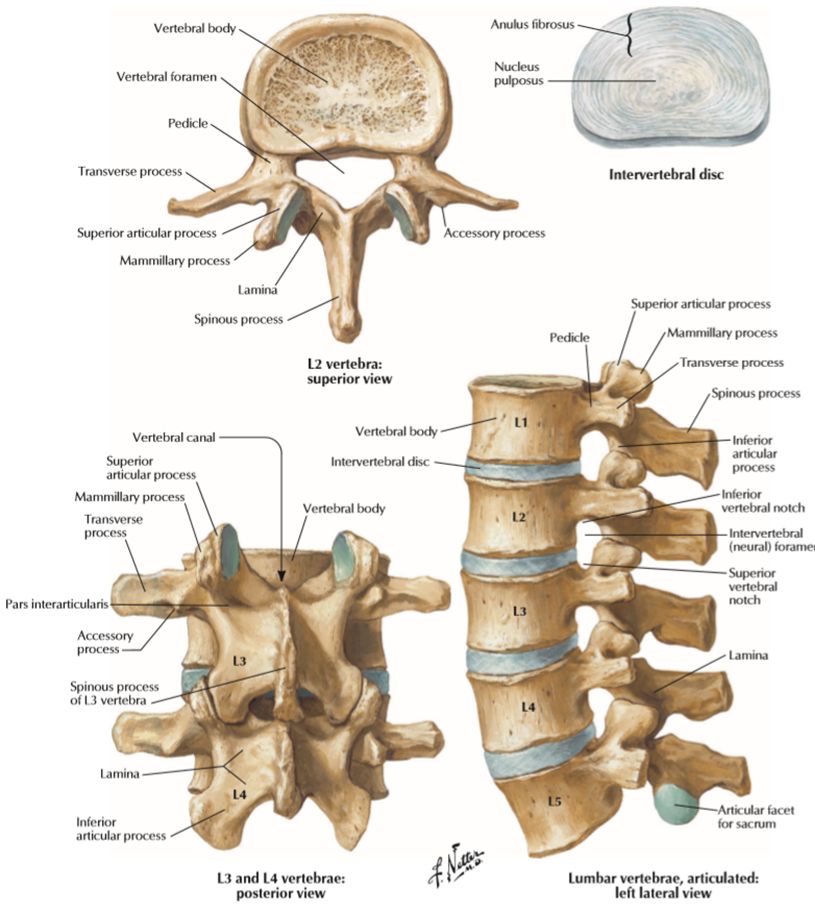 Vertebral body
Vertebral foramen
Pedicle
Transverse process
Superior articular process
Mammillary process
Lamina
Spinous process
Accessory process
L2 vertebra:
superior view
Anulus fibrosus
Nucleus
pulposus
Intervertebral disc
Vertebral canal
Superior
articular process
Mammillary process
Transverse
process
Vertebral body
Pars interarticularis
Accessory
process
L3
Spinous process
of L3 vertebra
Lamina
L4
Inferior
articular process
L3 and L4 vertebrae:
posterior view
Superior articular process
Pedicle
Mammillary process
Transverse process
Spinous process
L1
Vertebral body
Inferior
articular
process
Intervertebral disc
L2
Inferior
vertebral notch
Intervertebral
(neural) foramen
Superior
vertebral
notch
L3
Lamina
L4
L5
Articular facet
for sacrum
F. Netter
M.D.
Lumbar vertebrae, articulated:
left lateral view